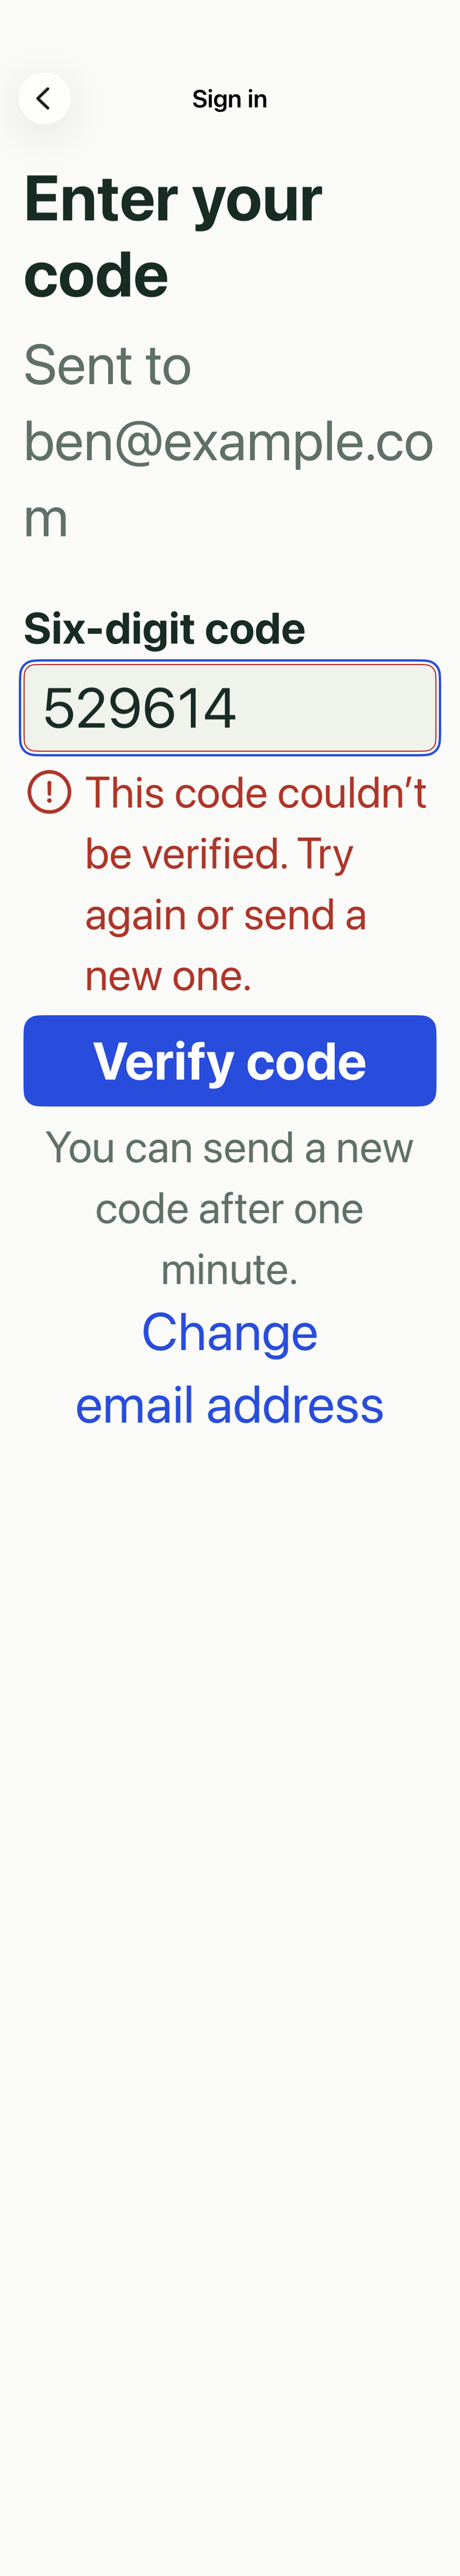 Sign in
Enter your
code
Sent to
ben@example.co
m
Six-digit code
529614
This code couldn’t
be verified. Try
again or send a
new one.
Verify code
You can send a new
code after one
minute.
Change
email address